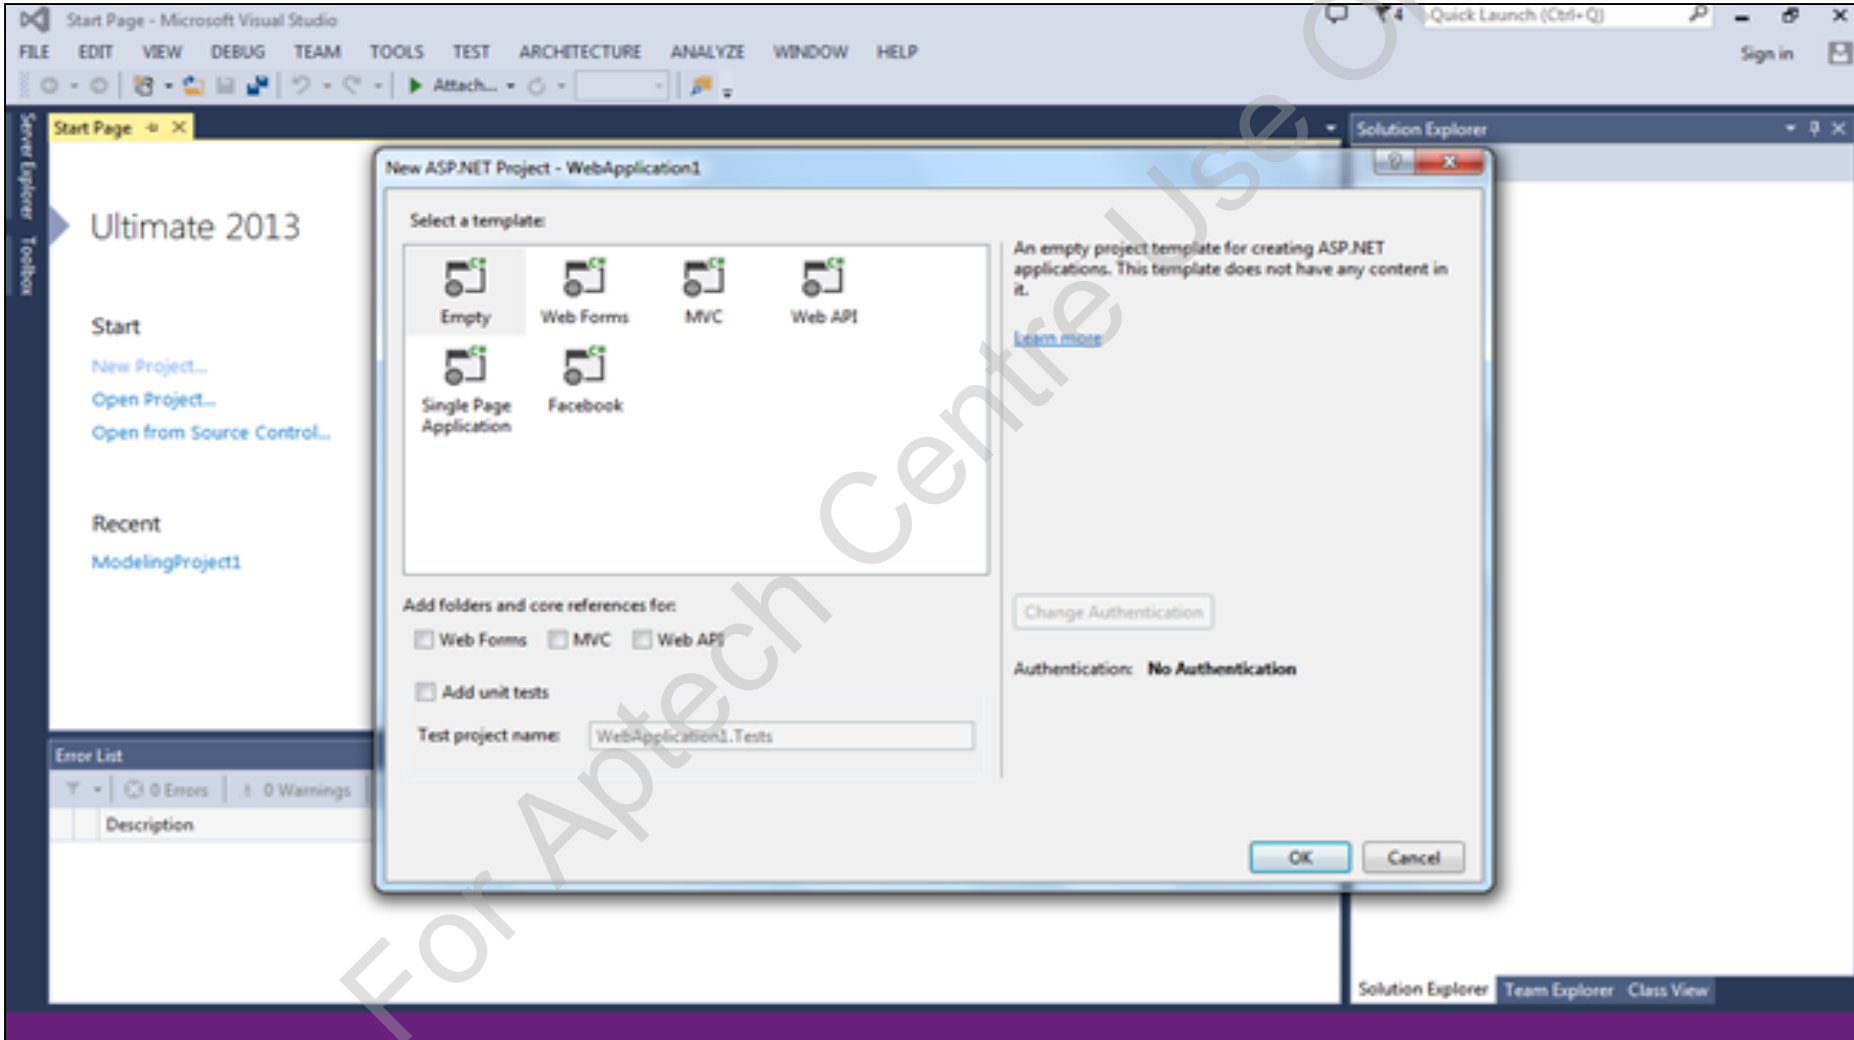 Start Page - Microsoft Visual Studio
4 Quick Launch (Ctrl+Q)
FILE EDIT VIEW DEBUG TEAM TOOLS TEST ARCHITECTURE ANALYZE WINDOW HELP
Sign in
Attach...
Server Explorer
Toolbox
Start Page
Solution Explorer
Ultimate 2013
Start
New Project...
Open Project...
Open from Source Control...
Recent
ModelingProject1
New ASP.NET Project - WebApplication1
Select a template:
Empty
Web Forms
MVC
Web API
Single Page
Application
Facebook
An empty project template for creating ASP.NET
applications. This template does not have any content in
it.
Learn more
Add folders and core references for:
Web Forms MVC Web API
Add unit tests
Test project name: WebApplication1.Tests
Change Authentication
Authentication: No Authentication
OK Cancel
Error List
0 Errors 0 Warnings
Description
Solution Explorer Team Explorer Class View
For Aptech Centre Use